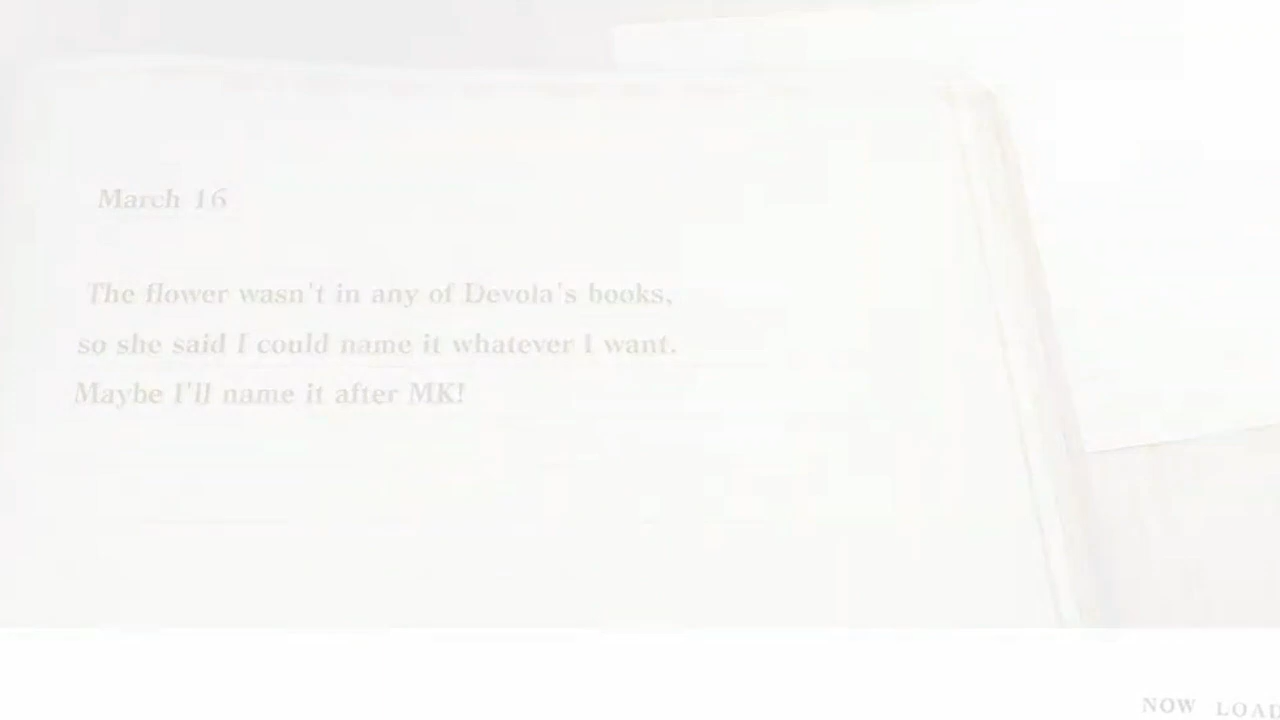 March 16
The flower wasn't in any of Devola's books,
so she said I could name it whatever I want.
Maybe I'll name it after MK!
NOW LOAD